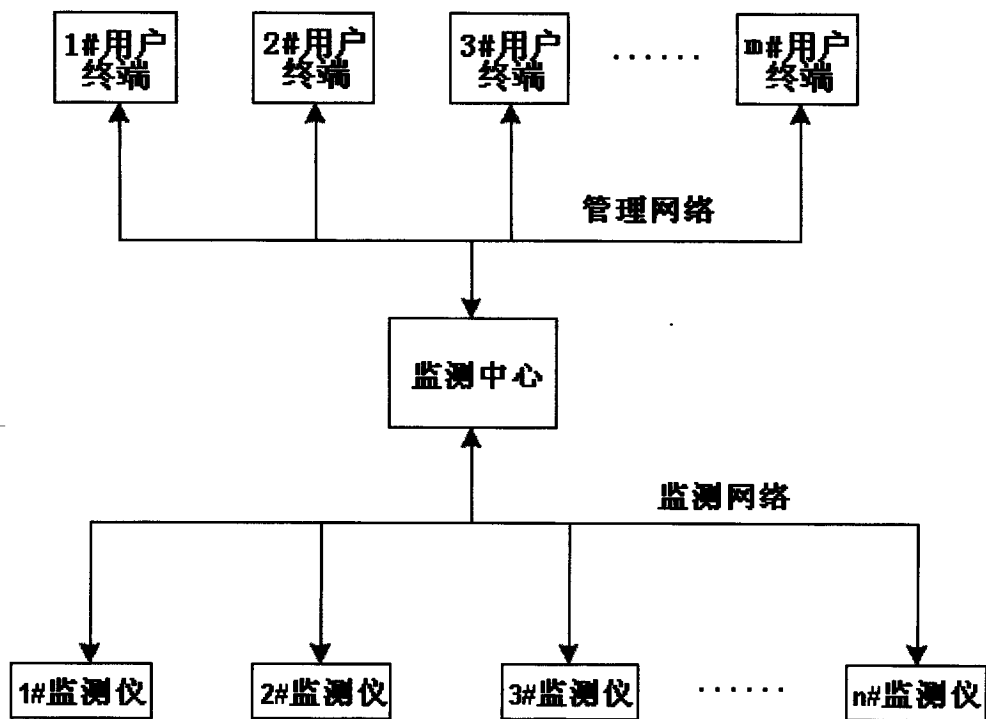 1#用户
终端
2#用户
终端
3#用户
终端
······
m#用户
终端
管理网络
监测中心
监测网络
1#监测仪
2#监测仪
3#监测仪
······
n#监测仪